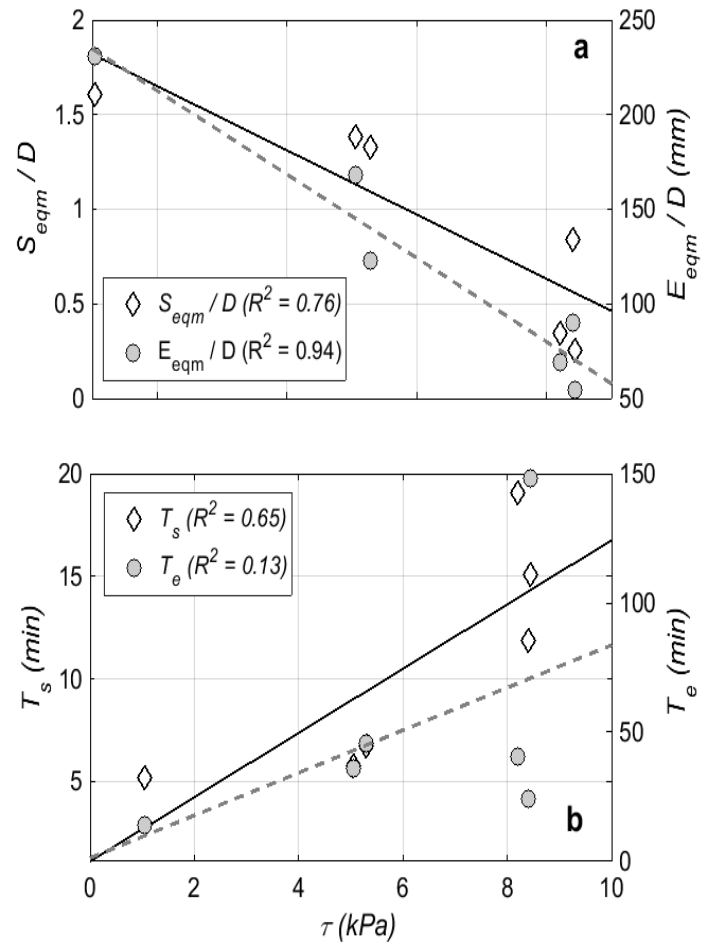 2
250
a
1.5
200
1
150
0.5
100
0
50
S_eqm / D
E_eqm / D (mm)
S_eqm / D (R² = 0.76)
E_eqm / D (R² = 0.94)
20
150
15
100
10
50
5
0
b
T_s (min)
T_e (min)
T_s (R² = 0.65)
T_e (R² = 0.13)
0 2 4 6 8 10
τ (kPa)